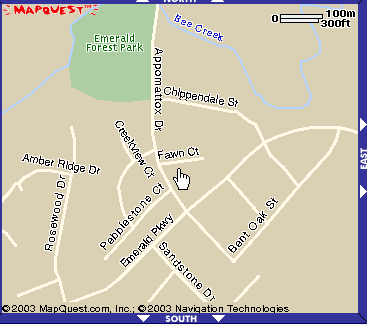 NORTH
MAPQUEST
Bee Creek
0
100m
300ft
Emerald
Forest Park
Appomattox Dr
Chippendale St
Creekview Ct
Fawn Ct
EAST
Amber Ridge Dr
Rosewood Dr
Pebblestone Ct
Emerald Pkwy
Bent Oak St
Sandstone Dr
© 2003 MapQuest.com, Inc.; © 2003 Navigation Technologies
SOUTH